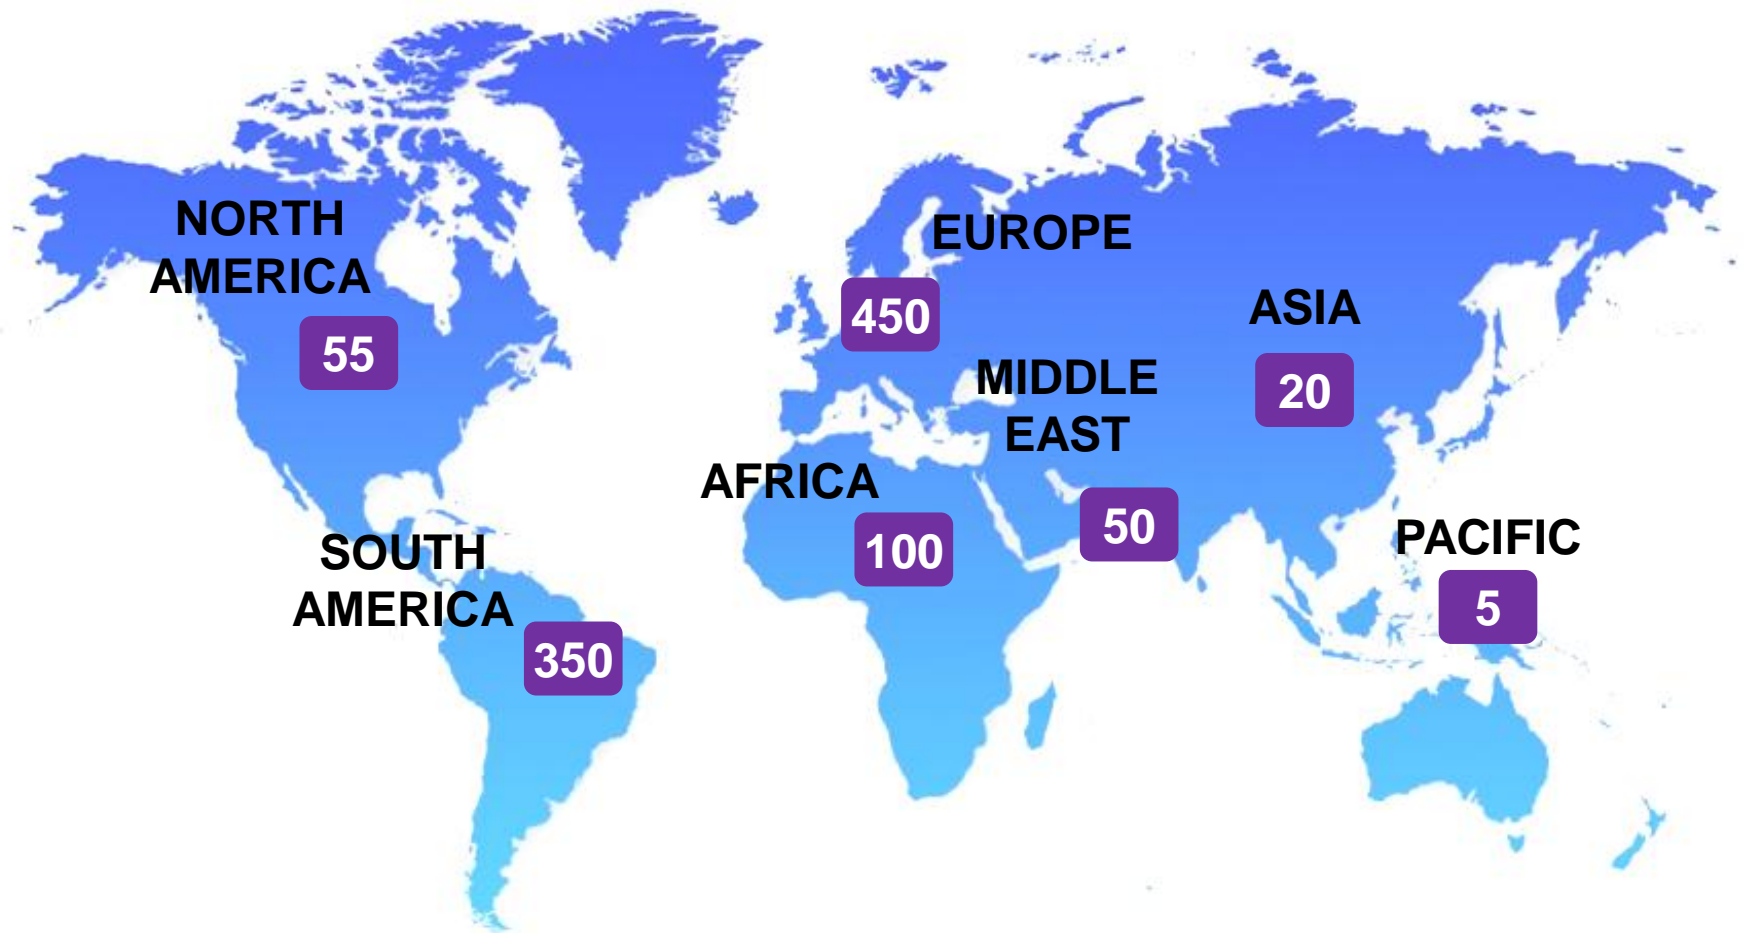 NORTH
AMERICA
55
EUROPE
450
ASIA
20
MIDDLE
EAST
50
AFRICA
100
PACIFIC
5
SOUTH
AMERICA
350